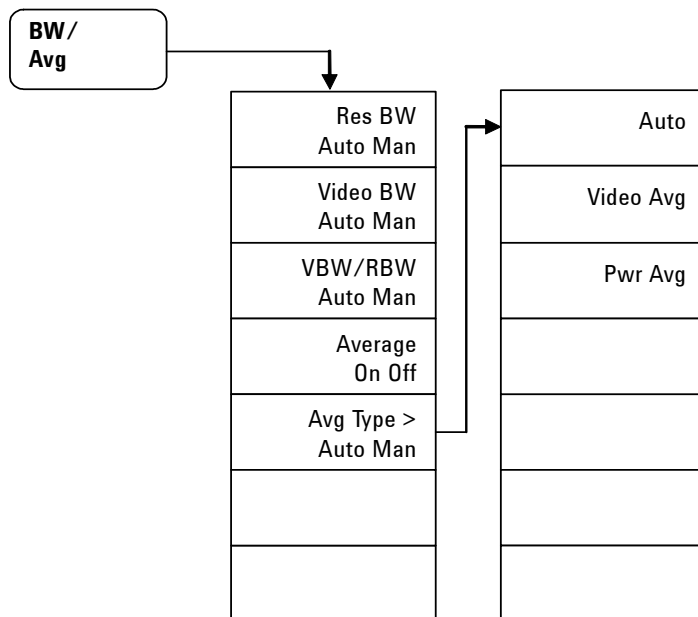 BW/
Avg
Res BW
Auto Man
Video BW
Auto Man
VBW/RBW
Auto Man
Average
On Off
Avg Type >
Auto Man
Auto
Video Avg
Pwr Avg